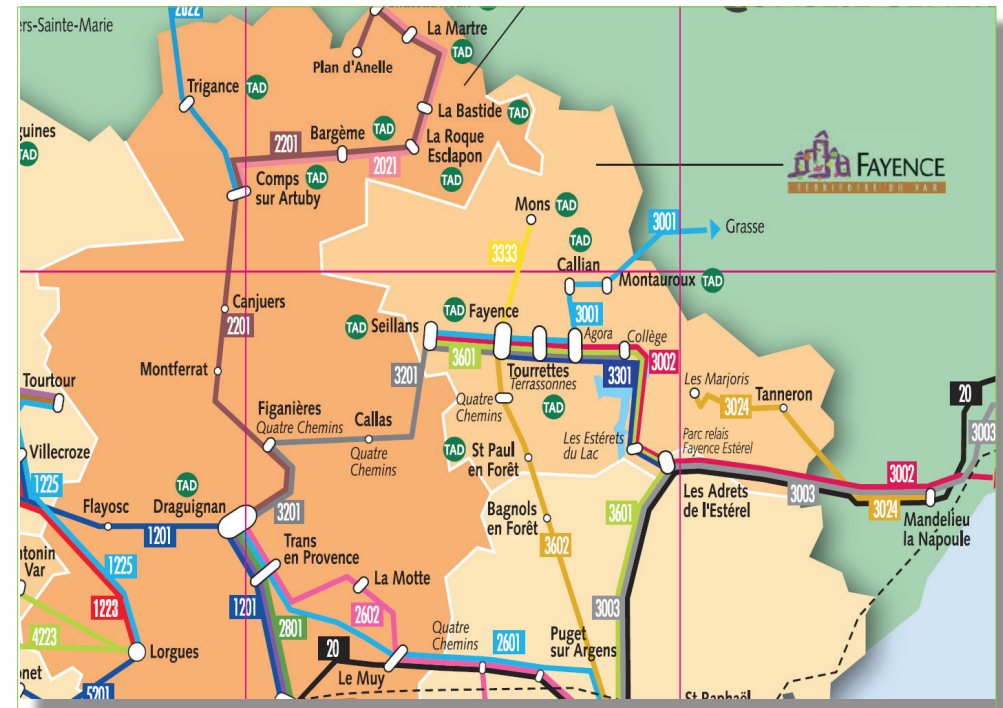 2022
ers-Sainte-Marie
La Martre
TAD
Plan d'Anelle
Trigance TAD
La Bastide TAD
guines
TAD
2201
Bargème TAD
2021
La Roque
Esclapon
TAD
Comps TAD
sur Artuby
FAYENCE
TERRITOIRE DU VAR
Mons TAD
TAD
3333
3001
Grasse
Callian
Montauroux TAD
Canjuers
2201
TAD Seillans
TAD Fayence
3001
Agora
Collège
3601
3002
3201
Tourrettes
Terrassonnes
TAD
3301
Montferrat
Tourtour
Les Marjoris
Tanneron
3024
20
3003
Figanières
Quatre Chemins
Callas
Quatre
Chemins
Quatre
Chemins
TAD St Paul
en Forêt
Les Estérets
du Lac
Parc relais
Fayence Estérel
Villecroze
1225
TAD
Draguignan
Flayosc
1201
3201
Bagnols
en Forêt
3602
3601
Les Adrets
de l'Estérel
3002
3003
3024
Mandelieu
la Napoule
Trans
en Provence
La Motte
ntonin
Var
1225
1223
1201
2801
2602
3003
4223
Lorgues
20
Le Muy
Quatre
Chemins
2601
Puget
sur Argens
onet
5201
St Raphaël